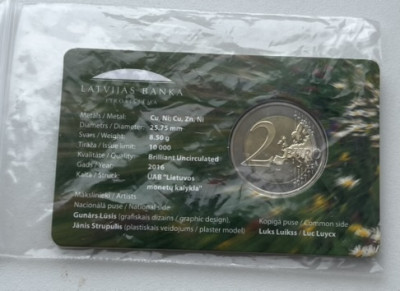 LATVIJAS BANKA
EIROSISTĒMA
Metāls / Metal: Cu, Ni; Cu, Zn, Ni
Diametrs / Diameter: 25.75 mm
Svars / Weight: 8.50 g
Tirāža / Issue limit: 10 000
Kvalitāte / Quality: Brilliant Uncirculated
Gads / Year: 2016
Kalta / Struck: UAB "Lietuvos
monetų kalykla"
Mākslinieki / Artists
Nacionālā puse / National side:
Gunārs Lūsis (grafiskais dizains / graphic design),
Jānis Strupulis (plastiskais veidojums / plaster model)
Kopīgā puse / Common side
Luks Luikss / Luc Luycx
2
EURO